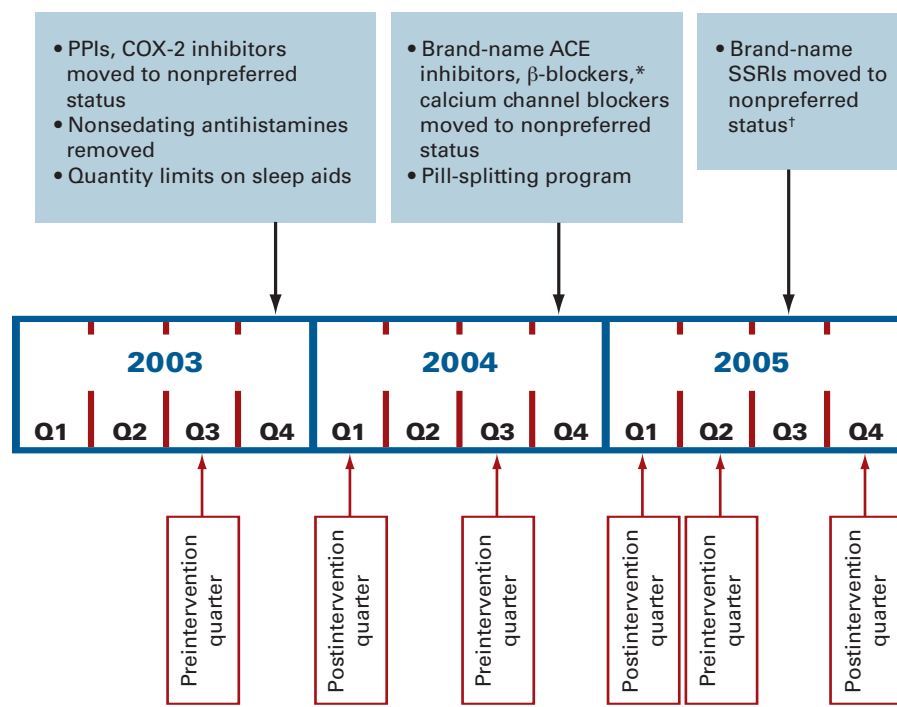 • PPIs, COX-2 inhibitors
moved to nonpreferred
status
• Nonsedating antihistamines
removed
• Quantity limits on sleep aids
• Brand-name ACE
inhibitors, β-blockers,*
calcium channel blockers
moved to nonpreferred
status
• Pill-splitting program
• Brand-name
SSRIs moved to
nonpreferred
status†
2003
2004
2005
Q1 Q2 Q3 Q4 Q1 Q2 Q3 Q4 Q1 Q2 Q3 Q4
Preintervention
quarter
Postintervention
quarter
Preintervention
quarter
Postintervention
quarter
Preintervention
quarter
Postintervention
quarter